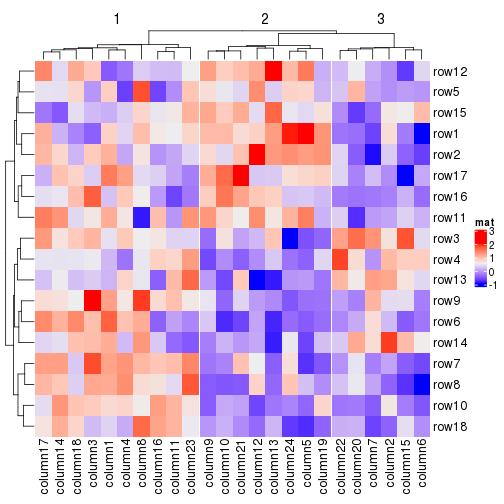 1 2 3
row12
row5
row15
row1
row2
row17
row16
row11
row3
row4
row13
row9
row6
row14
row7
row8
row10
row18
mat
3
2
1
0
-1
column17
column14
column18
column3
column1
column4
column8
column16
column11
column23
column9
column10
column21
column12
column13
column24
column5
column19
column22
column20
column7
column2
column15
column6